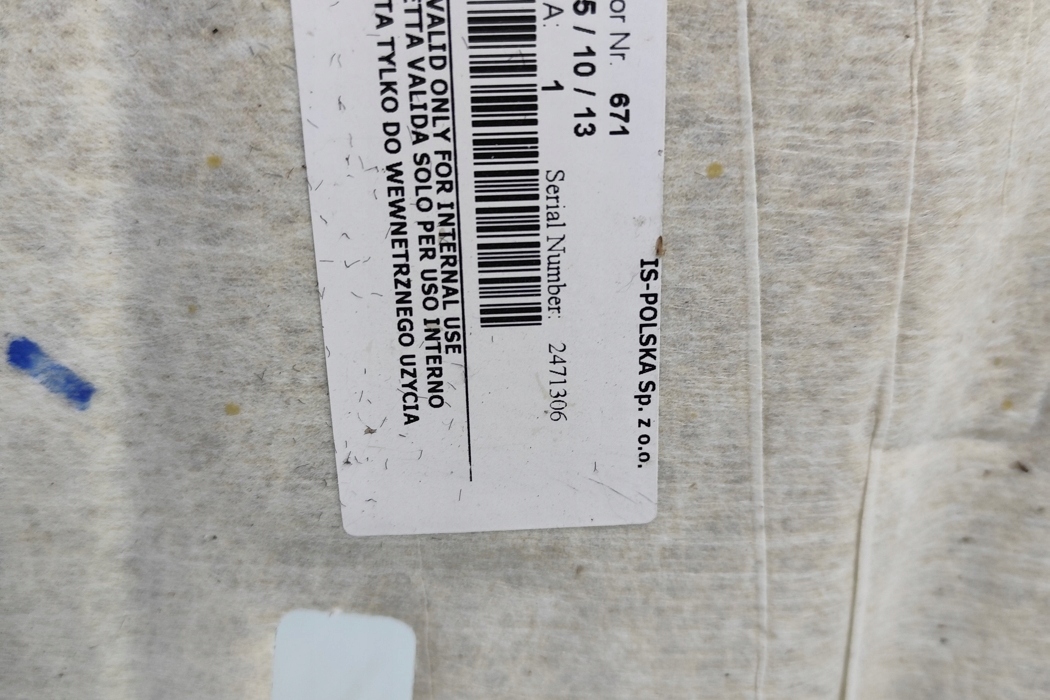 IS-POLSKA Sp. z o.o.
or Nr. 671
5 / 10 / 13
A: 1 Serial Number: 2471306
VALID ONLY FOR INTERNAL USE
ETTA VALIDA SOLO PER USO INTERNO
TA TYLKO DO WEWNETRZNEGO UZYCIA